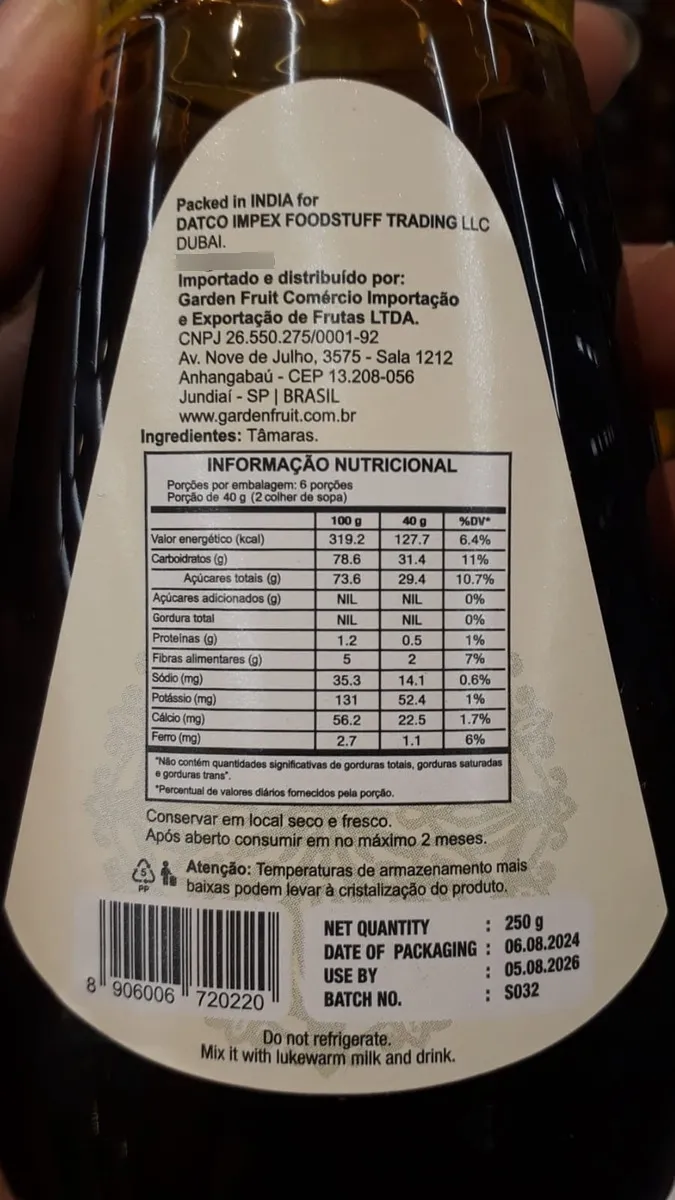 Packed in INDIA for
DATCO IMPEX FOODSTUFF TRADING LLC
DUBAI.
Importado e distribuído por:
Garden Fruit Comércio Importação
e Exportação de Frutas LTDA.
CNPJ 26.550.275/0001-92
Av. Nove de Julho, 3575 - Sala 1212
Anhangabaú - CEP 13.208-056
Jundiaí - SP | BRASIL
www.gardenfruit.com.br
Ingredientes: Tâmaras.
INFORMAÇÃO NUTRICIONAL
Porções por embalagem: 6 porções
Porção de 40 g (2 colher de sopa)
100 g 40 g %DV*
Valor energético (kcal) 319.2 127.7 6.4%
Carboidratos (g) 78.6 31.4 11%
Açúcares totais (g) 73.6 29.4 10.7%
Açúcares adicionados (g) NIL NIL 0%
Gordura total NIL NIL 0%
Proteínas (g) 1.2 0.5 1%
Fibras alimentares (g) 5 2 7%
Sódio (mg) 35.3 14.1 0.6%
Potássio (mg) 131 52.4 1%
Cálcio (mg) 56.2 22.5 1.7%
Ferro (mg) 2.7 1.1 6%
"Não contém quantidades significativas de gorduras totais, gorduras saturadas
e gorduras trans".
*Percentual de valores diários fornecidos pela porção.
Conservar em local seco e fresco.
Após aberto consumir em no máximo 2 meses.
5
PP
Atenção: Temperaturas de armazenamento mais
baixas podem levar à cristalização do produto.
8 906006 720220
NET QUANTITY : 250 g
DATE OF PACKAGING : 06.08.2024
USE BY : 05.08.2026
BATCH NO. : S032
Do not refrigerate.
Mix it with lukewarm milk and drink.